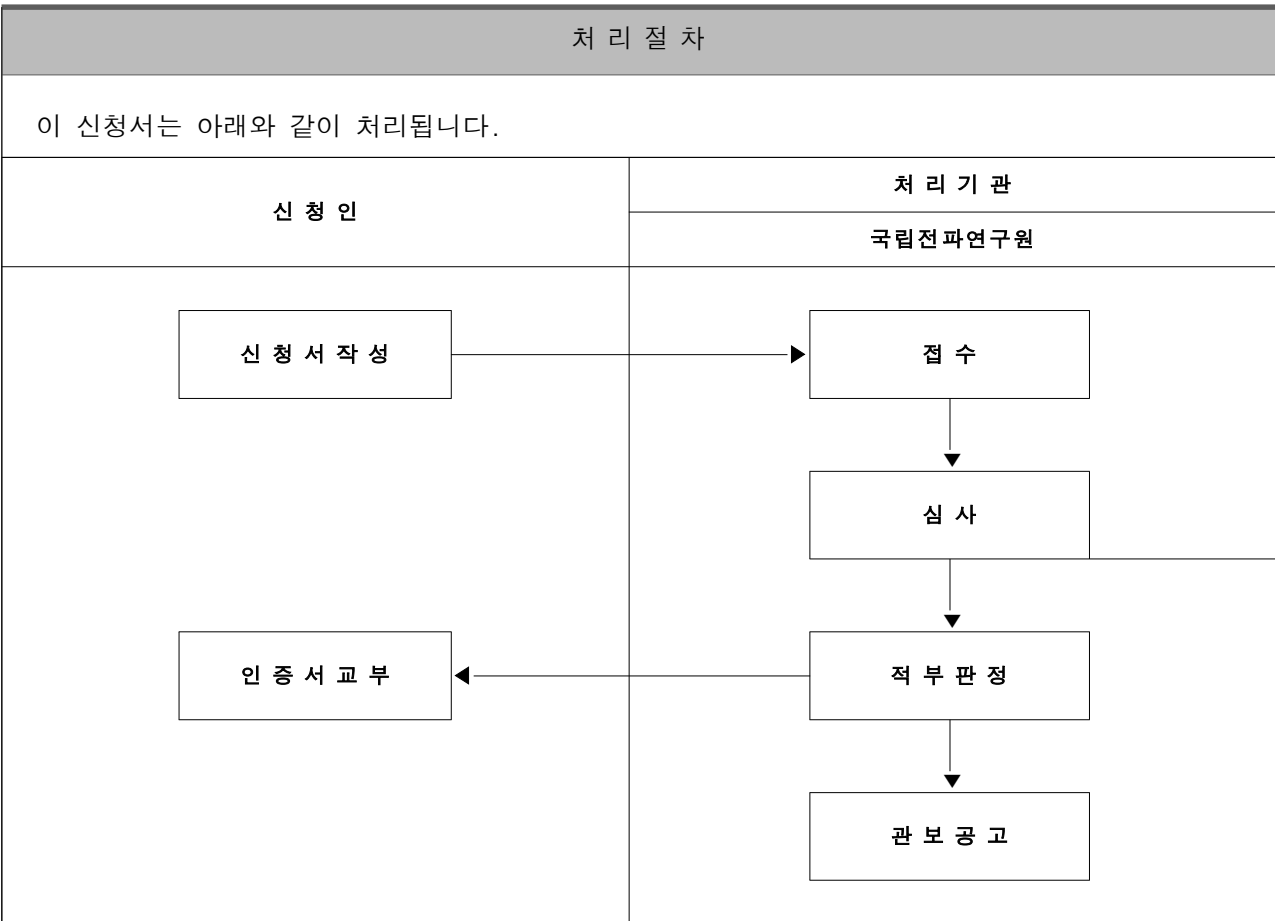 처 리 절 차
이 신청서는 아래와 같이 처리됩니다.
신 청 인
처 리 기 관
국립전파연구원
신 청 서 작 성
접 수
심 사
인 증 서 교 부
적 부 판 정
관 보 공 고